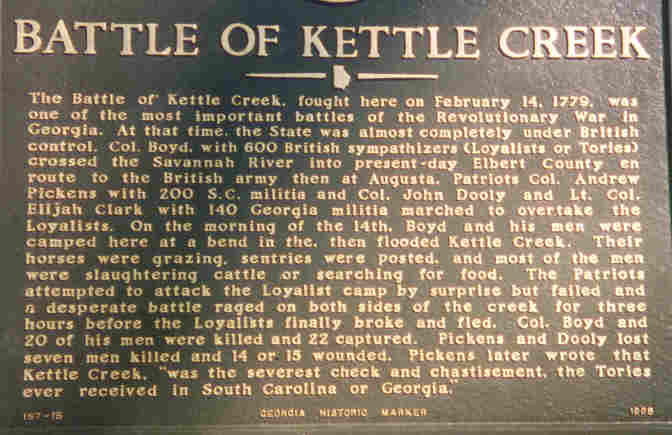 BATTLE OF KETTLE CREEK
The Battle of Kettle Creek, fought here on February 14, 1779, was
one of the most important battles of the Revolutionary War in
Georgia. At that time, the State was almost completely under British
control. Col. Boyd, with 600 British sympathizers (Loyalists or Tories)
crossed the Savannah River into present-day Elbert County en
route to the British army then at Augusta. Patriots Col. Andrew
Pickens with 200 S.C. militia and Col. John Dooly and Lt. Col.
Elijah Clark with 140 Georgia militia marched to overtake the
Loyalists. On the morning of the 14th, Boyd and his men were
camped here at a bend in the, then flooded Kettle Creek. Their
horses were grazing, sentries were posted, and most of the men
were slaughtering cattle or searching for food. The Patriots
attempted to attack the Loyalist camp by surprise but failed and
a desperate battle raged on both sides of the creek for three
hours before the Loyalists finally broke and fled. Col. Boyd and
20 of his men were killed and 22 captured. Pickens and Dooly lost
seven men killed and 14 or 15 wounded. Pickens later wrote that
Kettle Creek, "was the severest check and chastisement, the Tories
ever received in South Carolina or Georgia."
157-15 GEORGIA HISTORIC MARKER